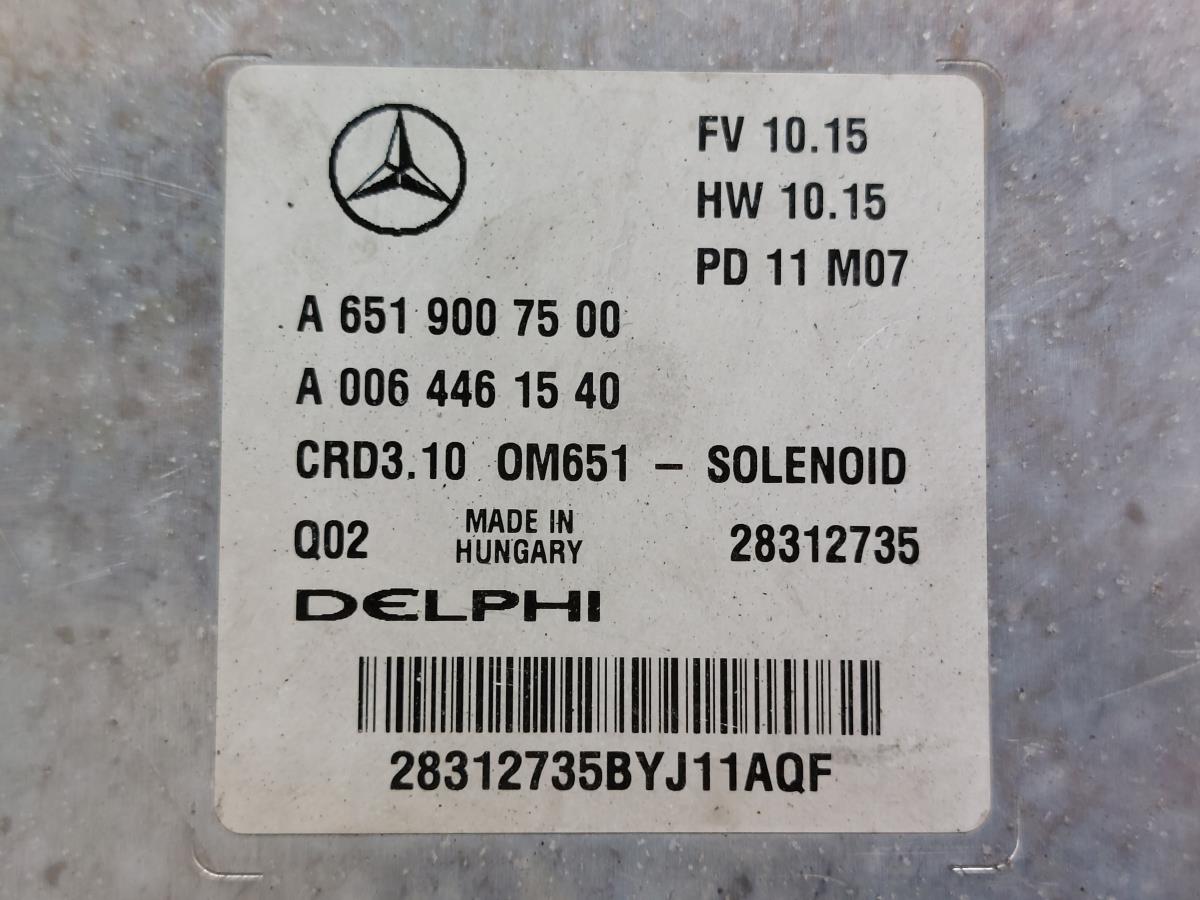 FV 10.15
HW 10.15
PD 11 M07
A 651 900 75 00
A 006 446 15 40
CRD3.10 OM651 – SOLENOID
Q02 MADE IN HUNGARY 28312735
DELPHI
28312735BYJ11AQF